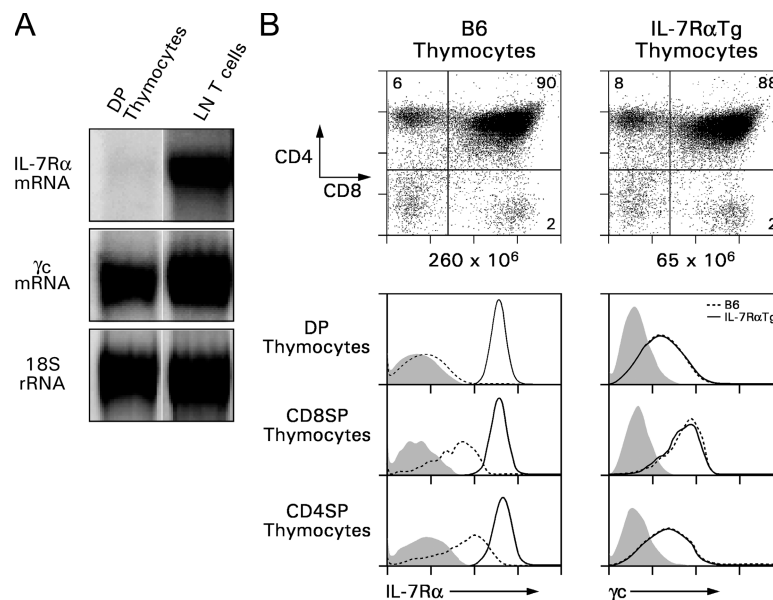 A
DP
Thymocytes
LN T cells
IL-7Rα
mRNA
γc
mRNA
18S
rRNA
B
B6
Thymocytes
IL-7RαTg
Thymocytes
6
90
8
88
CD4
CD8
2
2
260 x 10⁶
65 x 10⁶
DP
Thymocytes
B6
IL-7RαTg
CD8SP
Thymocytes
CD4SP
Thymocytes
IL-7Rα
γc